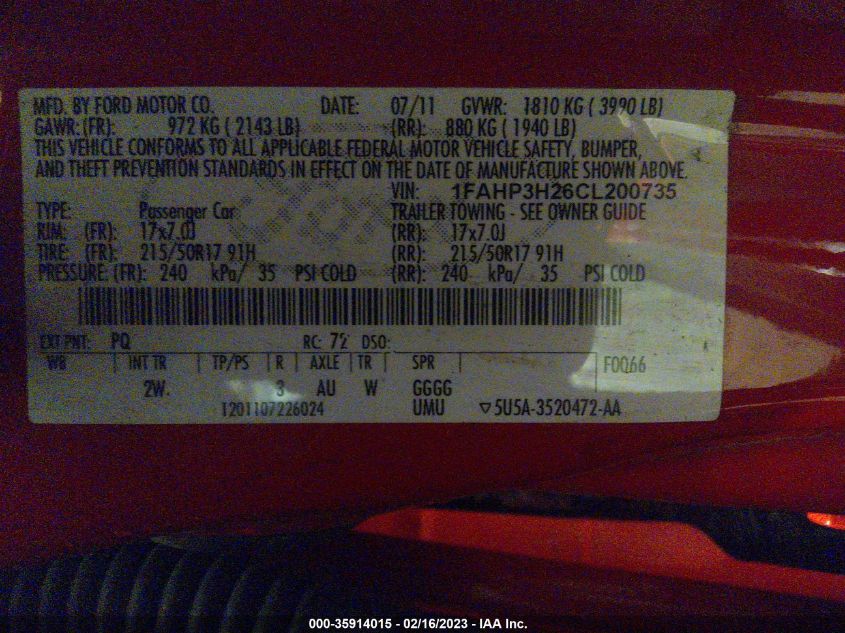 MFD. BY FORD MOTOR CO. DATE: 07/11 GVWR: 1810 KG ( 3990 LB)
GAWR: (FR): 972 KG ( 2143 LB) (RR): 880 KG ( 1940 LB)
THIS VEHICLE CONFORMS TO ALL APPLICABLE FEDERAL MOTOR VEHICLE SAFETY, BUMPER,
AND THEFT PREVENTION STANDARDS IN EFFECT ON THE DATE OF MANUFACTURE SHOWN ABOVE.
VIN: 1FAHP3H26CL200735
TYPE: Passenger Car TRAILER TOWING - SEE OWNER GUIDE
RIM: (FR): 17x7.0J (RR): 17x7.0J
TIRE: (FR): 215/50R17 91H (RR): 215/50R17 91H
PRESSURE: (FR): 240 kPa/ 35 PSI COLD (RR): 240 kPa/ 35 PSI COLD
EXT PNT: PQ RC: 72 DSO:
WB INT TR TP/PS R AXLE TR SPR F0Q66
2W. 3 AU W GGGG
1201107226024 UMU ▽5U5A-3520472-AA
000-35914015 - 02/16/2023 - IAA Inc.